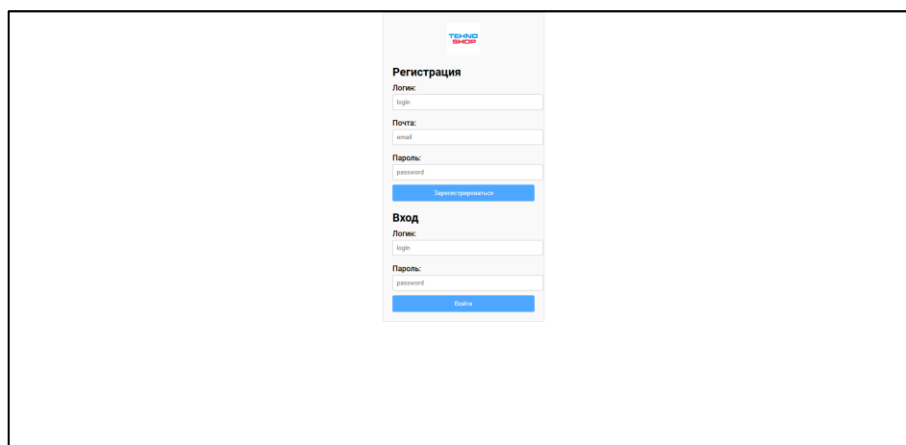 TEHNO
SHOP
Регистрация
Логин:
login
Почта:
email
Пароль:
password
Зарегистрироваться
Вход
Логин:
login
Пароль:
password
Войти